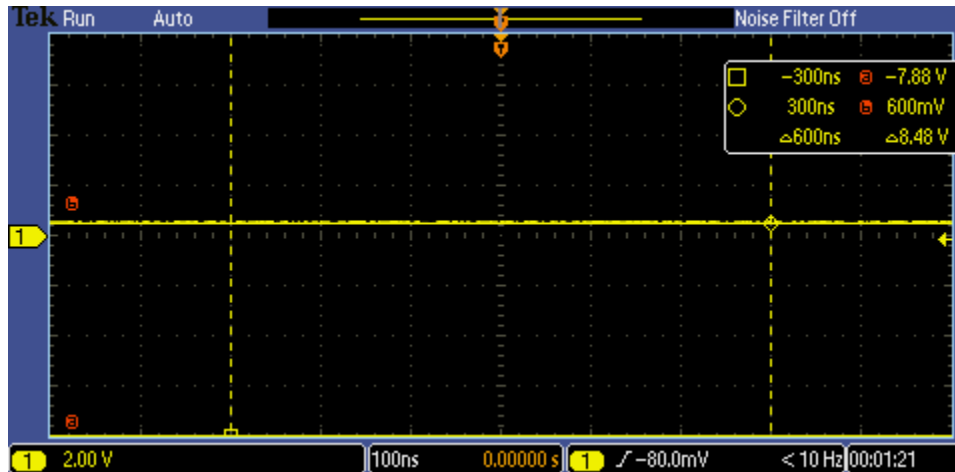 Tek Run Auto Noise Filter Off
T
-300ns a -7.88 V
300ns b 600mV
△600ns △8.48 V
b
1
a
1 2.00 V 100ns 0.00000 s 1 -80.0mV < 10 Hz 00:01:21